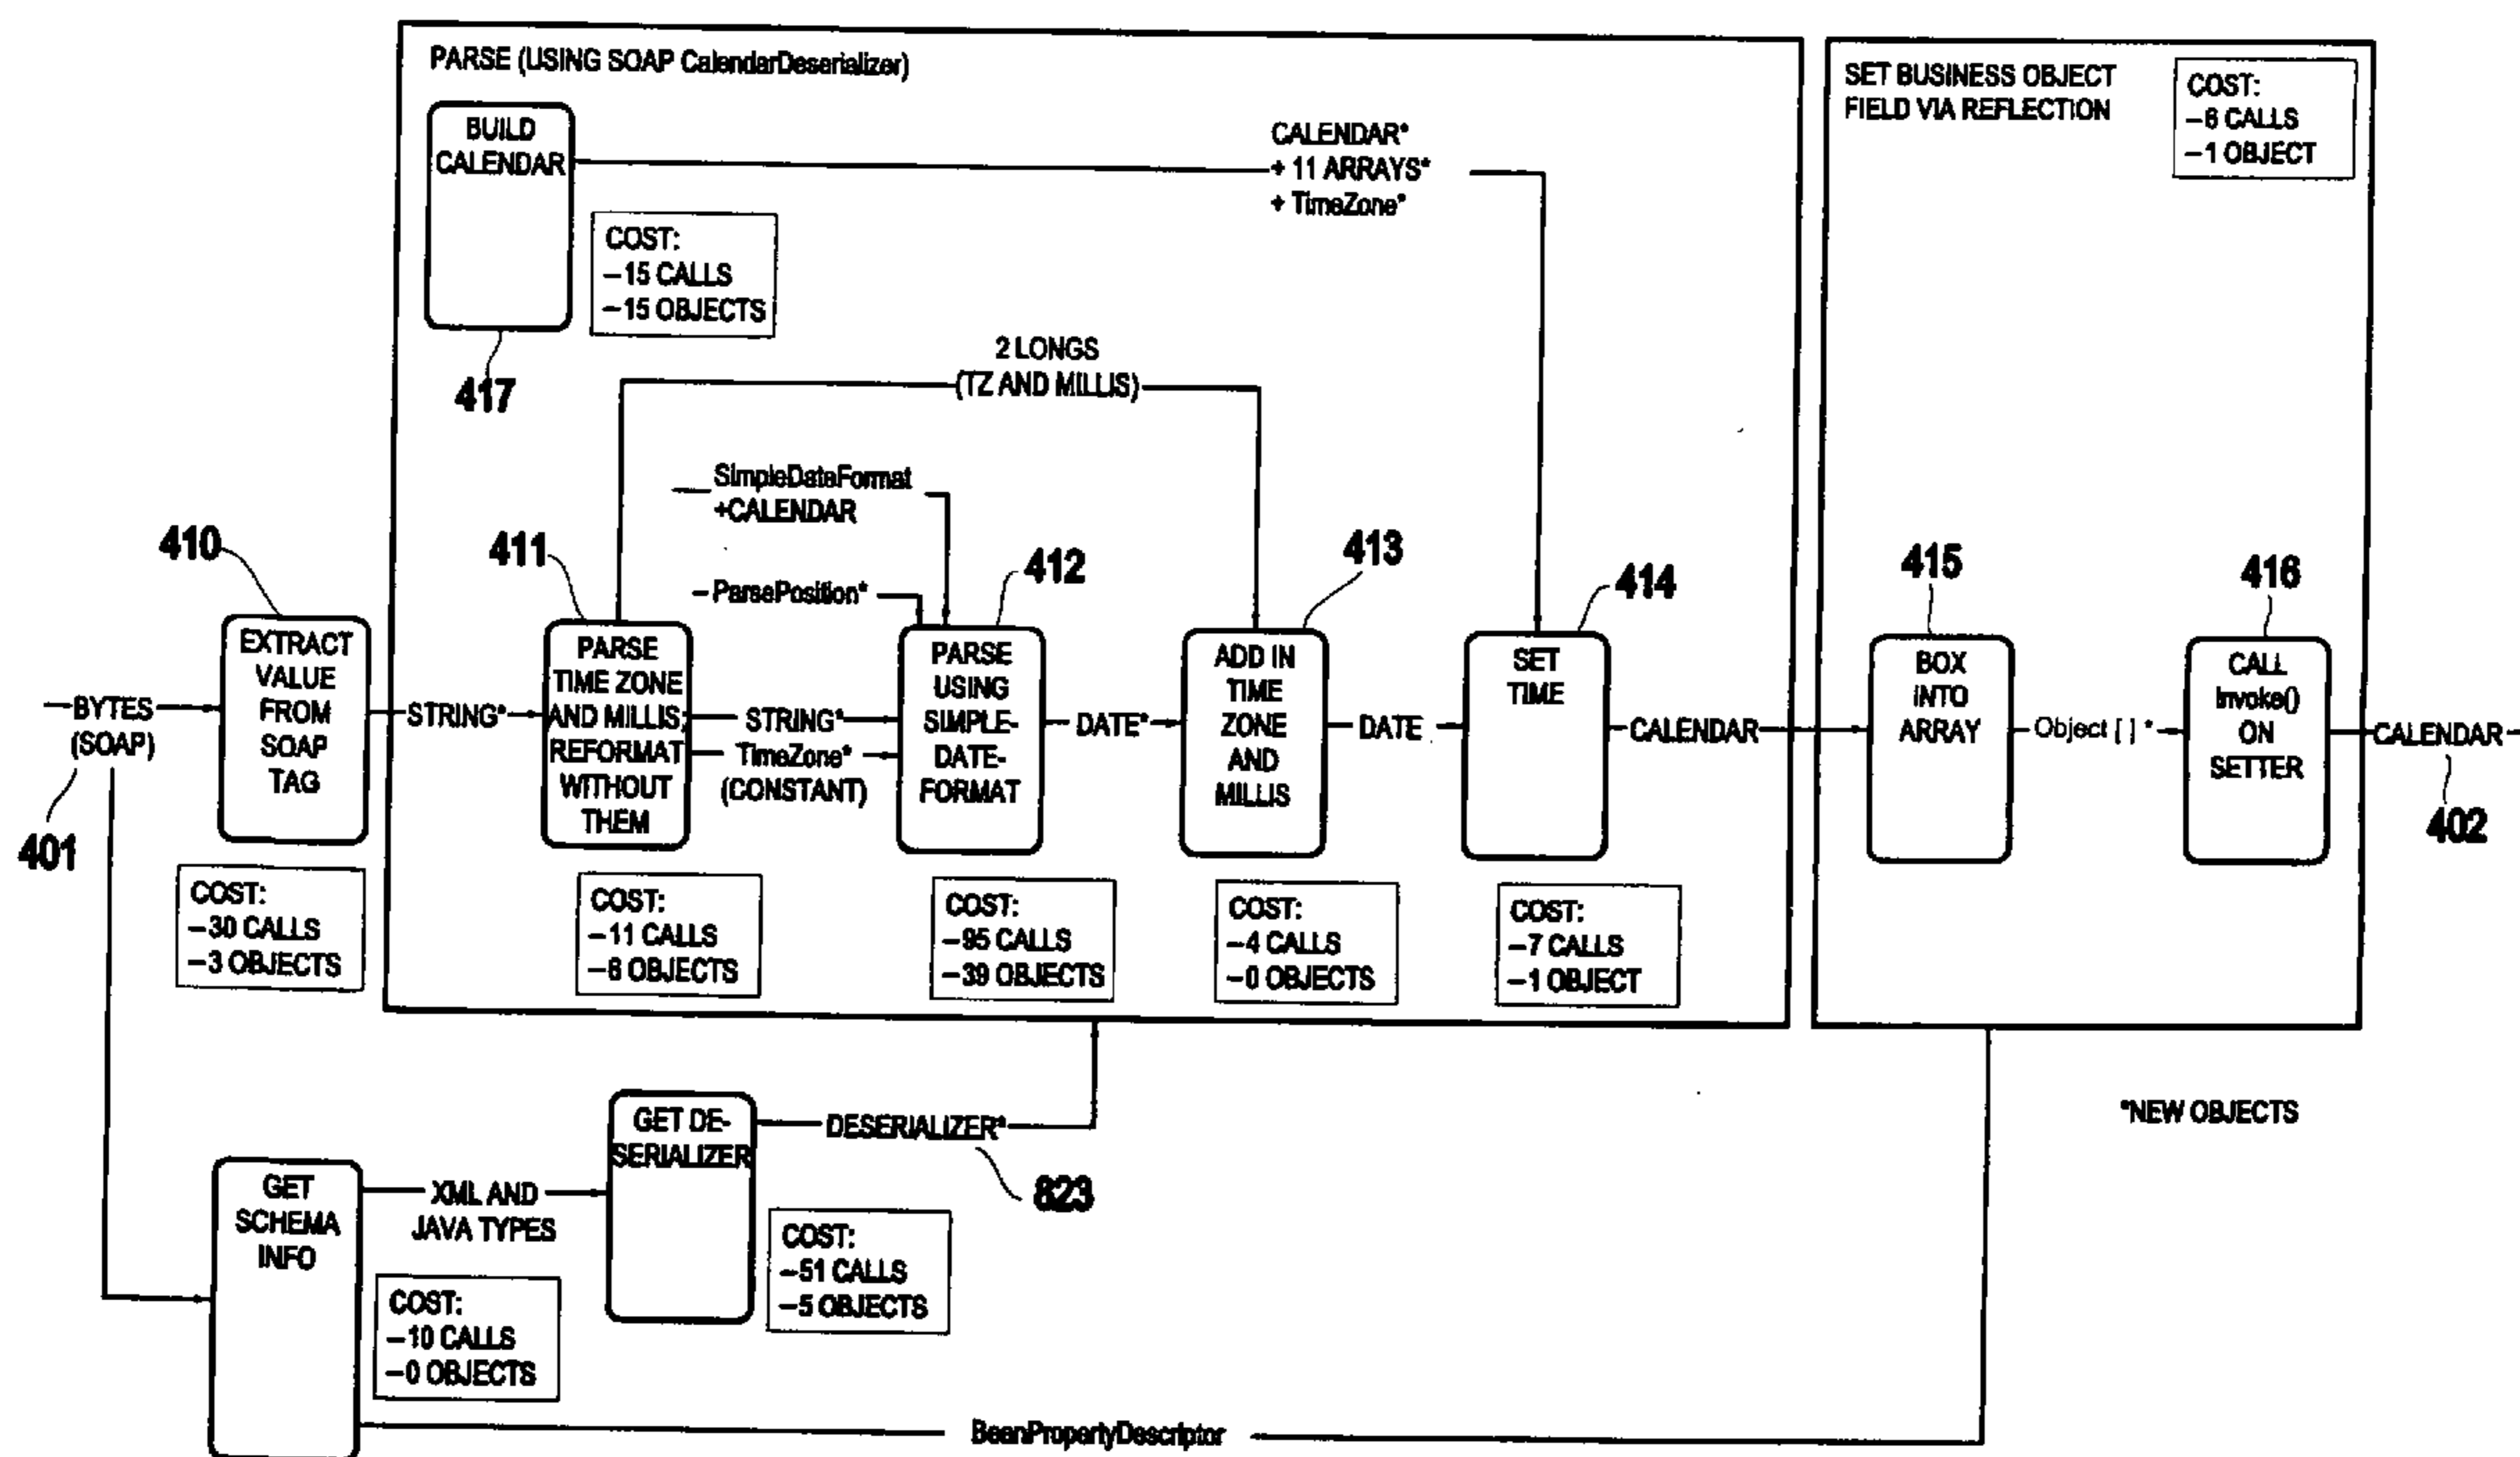 PARSE (USING SOAP CalendarDeserializer)
BUILD
CALENDAR
COST:
–15 CALLS
–15 OBJECTS
417
CALENDAR*
+ 11 ARRAYS*
+ TimeZone*
SET BUSINESS OBJECT
FIELD VIA REFLECTION
COST:
–6 CALLS
–1 OBJECT
2 LONGS
(TZ AND MILLIS)
SimpleDataFormat
+CALENDAR
– ParsePosition*
410
411
412
413
414
415
416
BYTES
(SOAP)
401
EXTRACT
VALUE
FROM
SOAP
TAG
STRING*
PARSE
TIME ZONE
AND MILLIS;
REFORMAT
WITHOUT
THEM
STRING*
TimeZone*
(CONSTANT)
PARSE
USING
SIMPLE-
DATE-
FORMAT
DATE*
ADD IN
TIME
ZONE
AND
MILLIS
DATE
SET
TIME
CALENDAR
BOX
INTO
ARRAY
Object [ ] *
CALL
Invoke()
ON
SETTER
CALENDAR
402
COST:
–30 CALLS
–3 OBJECTS
COST:
–11 CALLS
–6 OBJECTS
COST:
–95 CALLS
–39 OBJECTS
COST:
–4 CALLS
–0 OBJECTS
COST:
–7 CALLS
–1 OBJECT
GET DE-
SERIALIZER
DESERIALIZER*
823
*NEW OBJECTS
GET
SCHEMA
INFO
XML AND
JAVA TYPES
COST:
–51 CALLS
–5 OBJECTS
COST:
–10 CALLS
–0 OBJECTS
BeanPropertyDescriptor